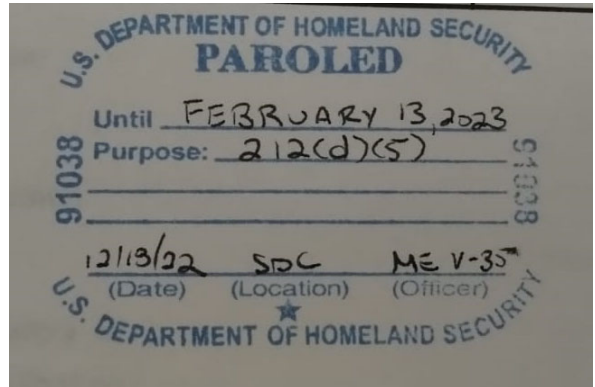 U.S. DEPARTMENT OF HOMELAND SECURITY
PAROLED
Until FEBRUARY 13, 2023
Purpose: 212(d)(5)
91038
91038
12/13/22 SDC ME V-35
(Date) (Location) (Officer)
U.S. DEPARTMENT OF HOMELAND SECURITY